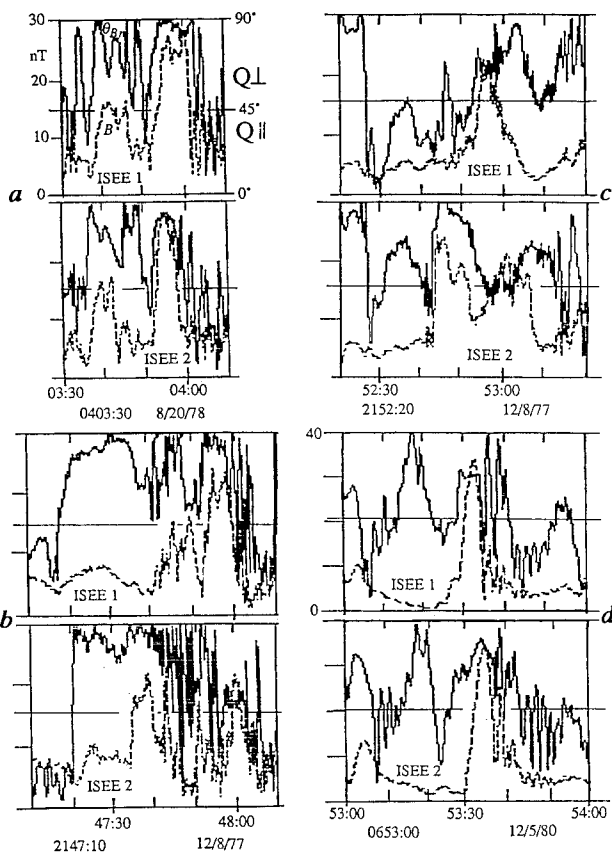 30
nT
20
10
0
θB
B
ISEE 1
90°
Q⊥
45°
Q∥
0°
a
ISEE 2
03:30 04:00
0403:30 8/20/78
ISEE 1
c
ISEE 2
52:30 53:00
2152:20 12/8/77
ISEE 1
b
ISEE 2
47:30 48:00
2147:10 12/8/77
40
20
0
ISEE 1
d
ISEE 2
53:00 53:30 54:00
0653:00 12/5/80